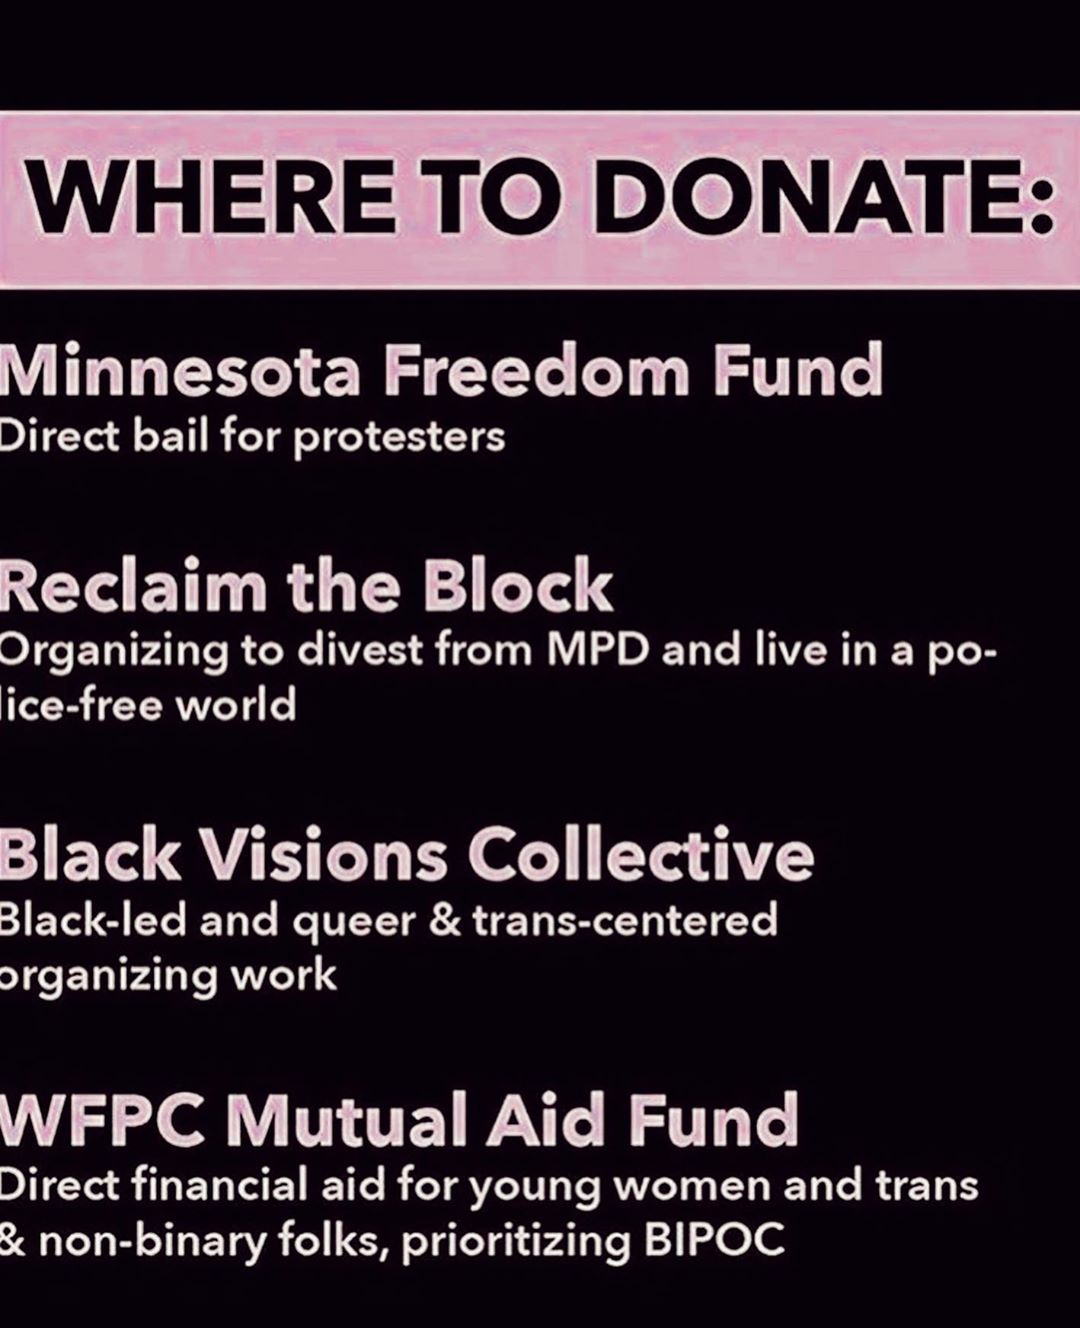 WHERE TO DONATE:
Minnesota Freedom Fund
Direct bail for protesters
Reclaim the Block
Organizing to divest from MPD and live in a po-
lice-free world
Black Visions Collective
Black-led and queer & trans-centered
organizing work
WFPC Mutual Aid Fund
Direct financial aid for young women and trans
& non-binary folks, prioritizing BIPOC